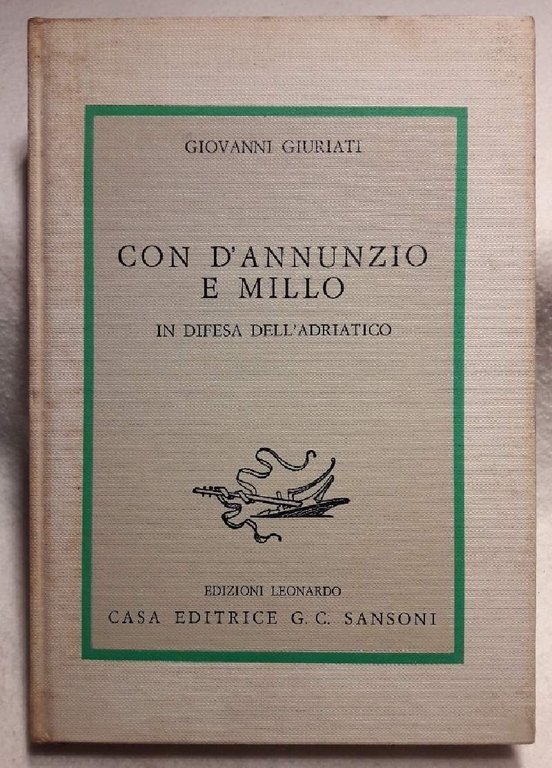 GIOVANNI GIURIATI
CON D'ANNUNZIO
E MILLO
IN DIFESA DELL'ADRIATICO
EDIZIONI LEONARDO
CASA EDITRICE G. C. SANSONI